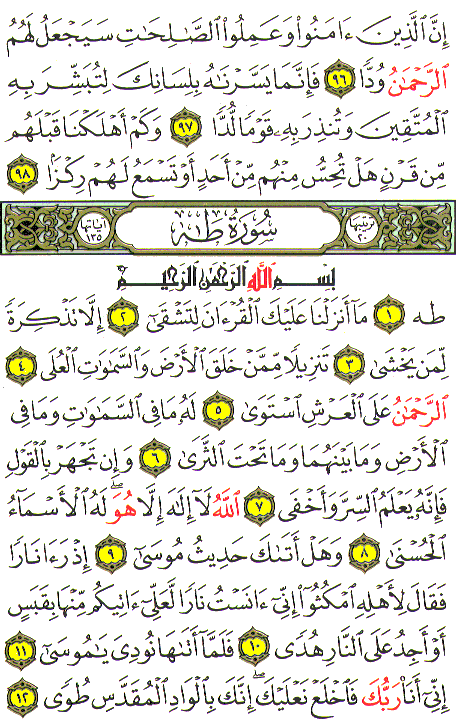 إِنَّ ٱلَّذِينَ ءَامَنُوا۟ وَعَمِلُوا۟ ٱلصَّـٰلِحَـٰتِ سَيَجْعَلُ لَهُمُ
ٱلرَّحْمَـٰنُ وُدًّا ٩٦ فَإِنَّمَا يَسَّرْنَـٰهُ بِلِسَانِكَ لِتُبَشِّرَ بِهِ
ٱلْمُتَّقِينَ وَتُنذِرَ بِهِۦ قَوْمًا لُّدًّا ٩٧ وَكَمْ أَهْلَكْنَا قَبْلَهُم
مِّن قَرْنٍ هَلْ تُحِسُّ مِنْهُم مِّنْ أَحَدٍ أَوْ تَسْمَعُ لَهُمْ رِكْزًۢا ٩٨
ترتيبها ٢٠ سُورَةُ طه آياتها ١٣٥
بِسْمِ ٱللَّهِ ٱلرَّحْمَـٰنِ ٱلرَّحِيمِ
طه ١ مَآ أَنزَلْنَا عَلَيْكَ ٱلْقُرْءَانَ لِتَشْقَىٰٓ ٢ إِلَّا تَذْكِرَةً
لِّمَن يَخْشَىٰ ٣ تَنزِيلًا مِّمَّنْ خَلَقَ ٱلْأَرْضَ وَٱلسَّمَـٰوَٰتِ ٱلْعُلَى ٤
ٱلرَّحْمَـٰنُ عَلَى ٱلْعَرْشِ ٱسْتَوَىٰ ٥ لَهُۥ مَا فِى ٱلسَّمَـٰوَٰتِ وَمَا فِى
ٱلْأَرْضِ وَمَا بَيْنَهُمَا وَمَا تَحْتَ ٱلثَّرَىٰ ٦ وَإِن تَجْهَرْ بِٱلْقَوْلِ
فَإِنَّهُۥ يَعْلَمُ ٱلسِّرَّ وَأَخْفَى ٧ ٱللَّهُ لَآ إِلَـٰهَ إِلَّا هُوَ ۖ لَهُ ٱلْأَسْمَآءُ
ٱلْحُسْنَىٰ ٨ وَهَلْ أَتَىٰكَ حَدِيثُ مُوسَىٰٓ ٩ إِذْ رَءَا نَارًا
فَقَالَ لِأَهْلِهِ ٱمْكُثُوٓا۟ إِنِّىٓ ءَانَسْتُ نَارًا لَّعَلِّىٓ ءَاتِيكُم مِّنْهَا بِقَبَسٍ
أَوْ أَجِدُ عَلَى ٱلنَّارِ هُدًى ١٠ فَلَمَّآ أَتَىٰهَا نُودِىَ يَـٰمُوسَىٰٓ ١١
إِنِّىٓ أَنَا۠ رَبُّكَ فَٱخْلَعْ نَعْلَيْكَ ۖ إِنَّكَ بِٱلْوَادِ ٱلْمُقَدَّسِ طُوًى ١٢